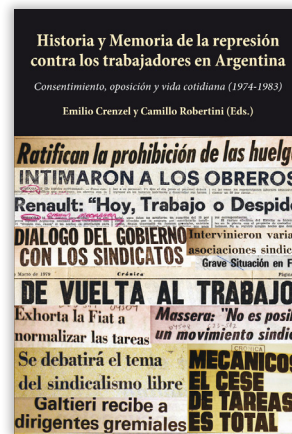 Historia y Memoria de la represión
contra los trabajadores en Argentina
Consentimiento, oposición y vida cotidiana (1974-1983)
Emilio Crenzel y Camillo Robertini (Eds.)
Ratifican la prohibición de las huelg
INTIMARON A LOS OBREROS
Renault: "Hoy, Trabajo o Despid
DIALOGO DEL GOBIERNO
CON LOS SINDICATOS
Intervinieron varia
asociaciones sindic
Grave Situación en F
Crónica
DE VUELTA AL TRABAJO
Exhorta la Fiat a
normalizar las tareas
Massera: "No es posi
un movimiento sindic
Se debatirá el tema
del sindicalismo libre
Galtieri recibe a
dirigentes gremiales
CRONICA
MECANICOS
EL CESE
DE TAREAS
ES TOTAL